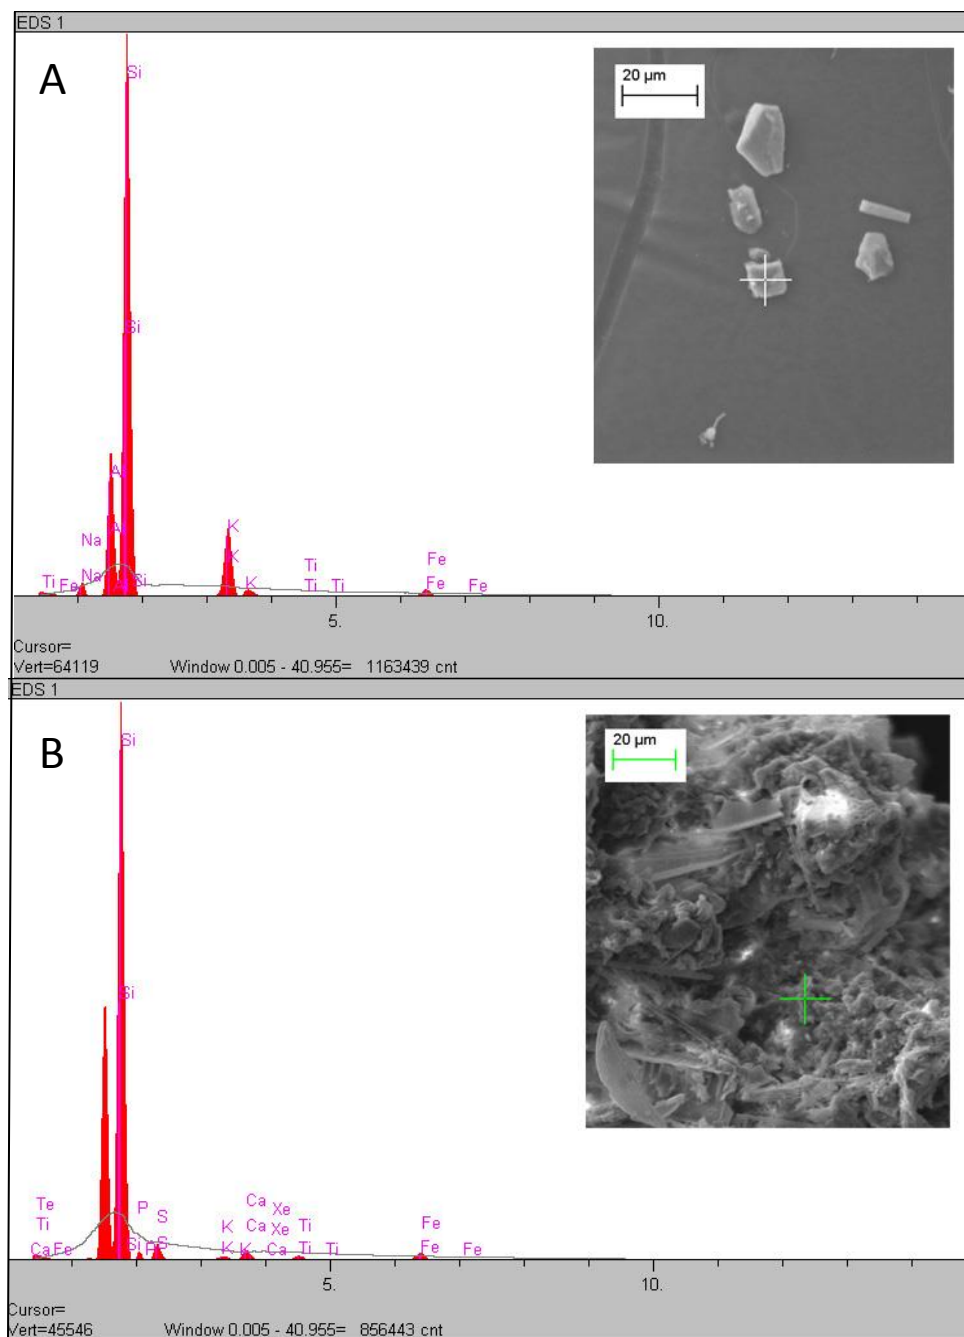 EDS 1
A
Si
20 µm
Si
A
K
Na
A
K
Ti
Fe
Na
Si
K
Ti Fe
Ti Ti
Fe Fe
5. 10.
Cursor=
Vert=64119 Window 0.005 - 40.955= 1163439 cnt
EDS 1
B
Si
20 µm
Si
Te
P
S
Ca
Xe
Ti
K
Ca Xe
Ti
Fe
Ca Fe
Si P S
K K
Ca
Ti Ti
Fe Fe
5. 10.
Cursor=
Vert=45546 Window 0.005 - 40.955= 856443 cnt